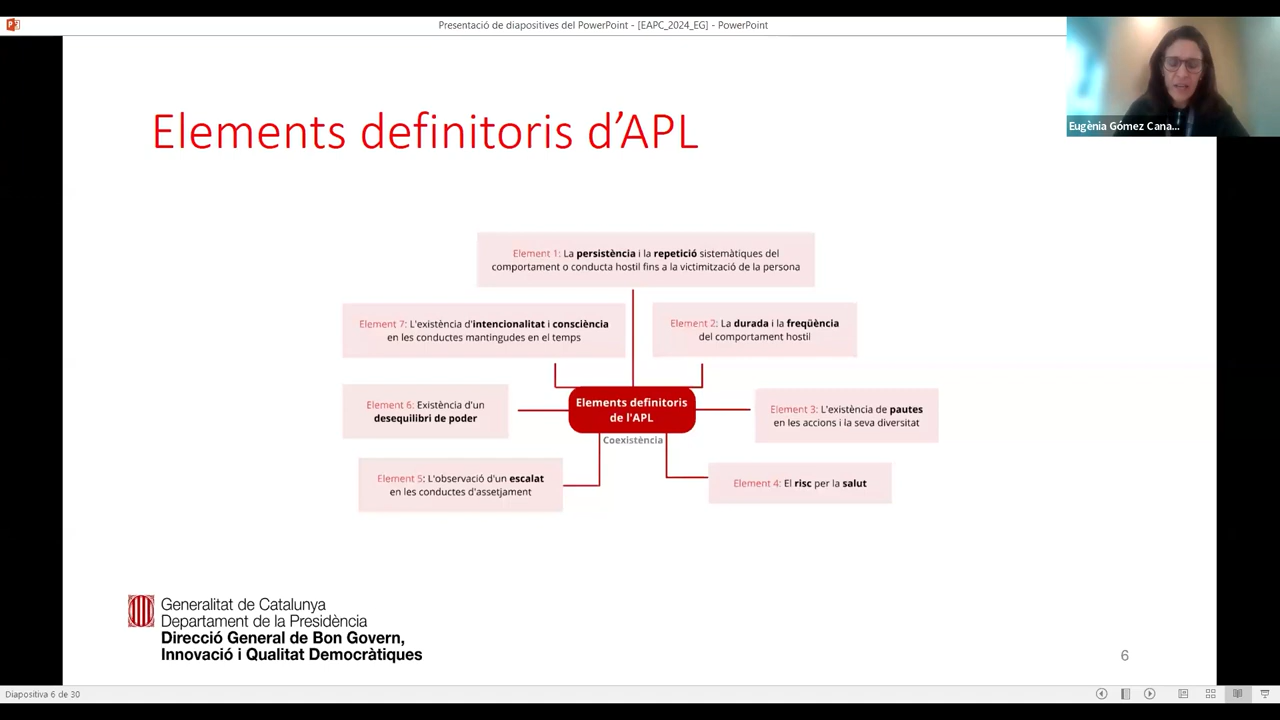 Presentació de diapositives del PowerPoint - [EAPC_2024_EG] - PowerPoint
Eugènia Gómez Cana...
Elements definitoris d’APL
Element 1: La persistència i la repetició sistemàtiques del
comportament o conducta hostil fins a la victimització de la persona
Element 7: L'existència d'intencionalitat i consciència
en les conductes mantingudes en el temps
Element 2: La durada i la freqüència
del comportament hostil
Element 6: Existència d'un
desequilibri de poder
Elements definitoris
de l'APL
Coexistència
Element 3: L'existència de pautes
en les accions i la seva diversitat
Element 5: L'observació d'un escalat
en les conductes d'assetjament
Element 4: El risc per la salut
Generalitat de Catalunya
Departament de la Presidència
Direcció General de Bon Govern,
Innovació i Qualitat Democràtiques
6
Diapositiva 6 de 30